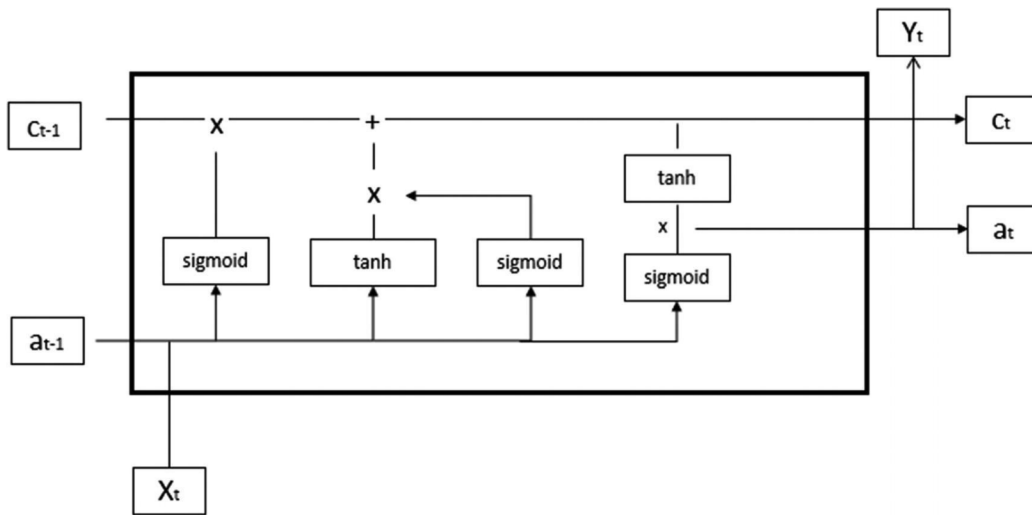 Yt
Ct-1
x
+
Ct
tanh
x
x
at
sigmoid
tanh
sigmoid
sigmoid
at-1
Xt